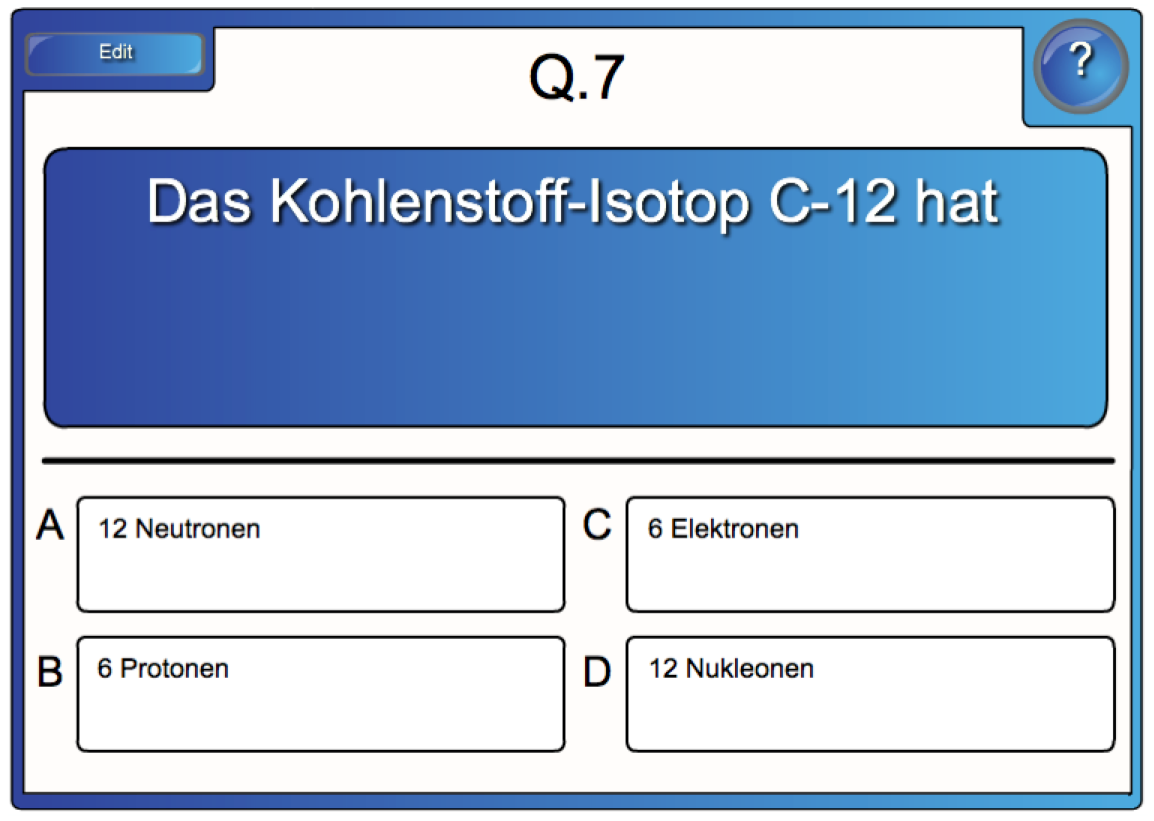 Edit
Q.7
?
Das Kohlenstoff-Isotop C-12 hat
A 12 Neutronen
C 6 Elektronen
B 6 Protonen
D 12 Nukleonen